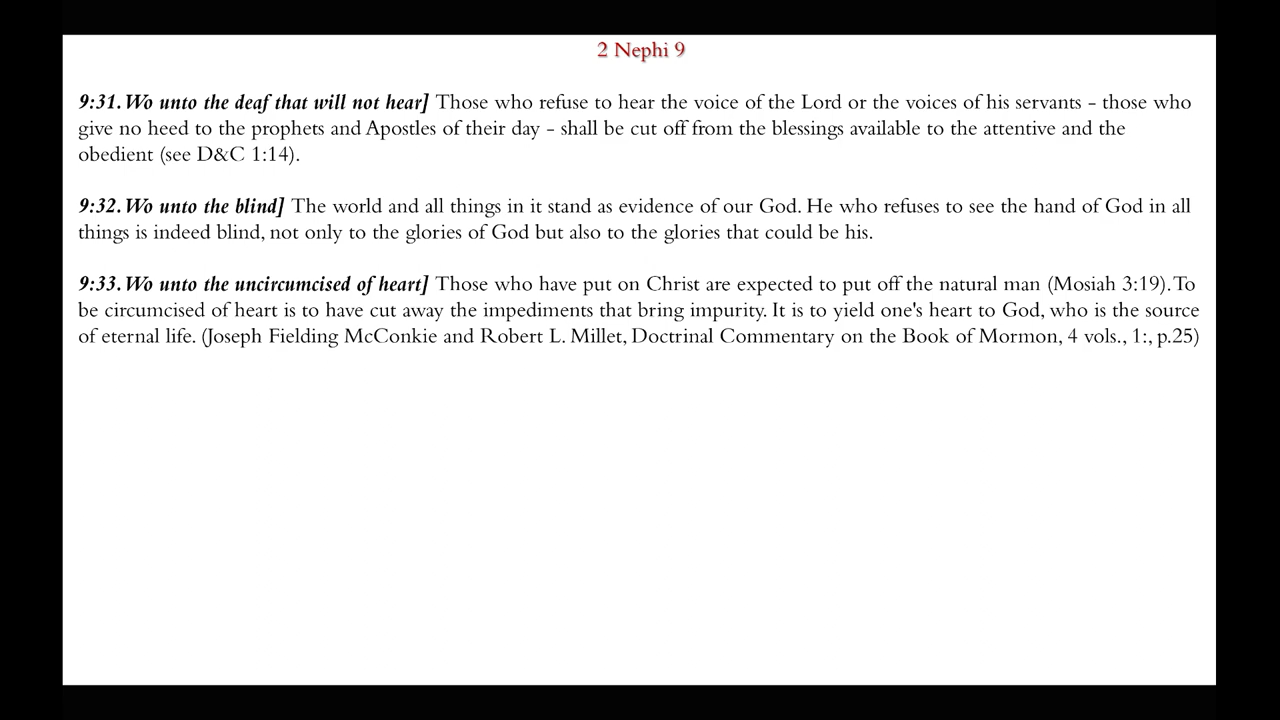 2 Nephi 9
9:31. Wo unto the deaf that will not hear] Those who refuse to hear the voice of the Lord or the voices of his servants - those who
give no heed to the prophets and Apostles of their day - shall be cut off from the blessings available to the attentive and the
obedient (see D&C 1:14).
9:32. Wo unto the blind] The world and all things in it stand as evidence of our God. He who refuses to see the hand of God in all
things is indeed blind, not only to the glories of God but also to the glories that could be his.
9:33. Wo unto the uncircumcised of heart] Those who have put on Christ are expected to put off the natural man (Mosiah 3:19). To
be circumcised of heart is to have cut away the impediments that bring impurity. It is to yield one's heart to God, who is the source
of eternal life. (Joseph Fielding McConkie and Robert L. Millet, Doctrinal Commentary on the Book of Mormon, 4 vols., 1:, p.25)